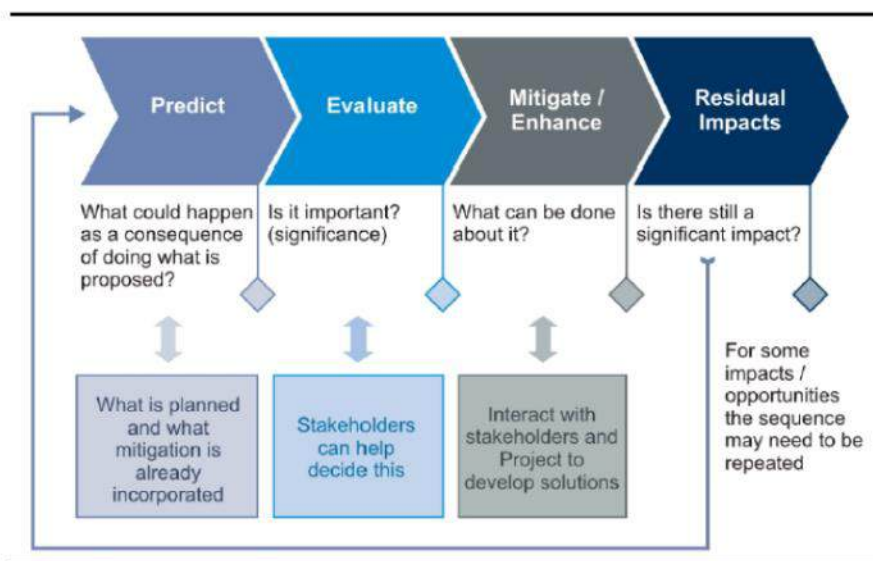 Predict
Evaluate
Mitigate /
Enhance
Residual
Impacts
What could happen
as a consequence
of doing what is
proposed?
Is it important?
(significance)
What can be done
about it?
Is there still a
significant impact?
What is planned
and what
mitigation is
already
incorporated
Stakeholders
can help
decide this
Interact with
stakeholders and
Project to
develop solutions
For some
impacts /
opportunities
the sequence
may need to be
repeated